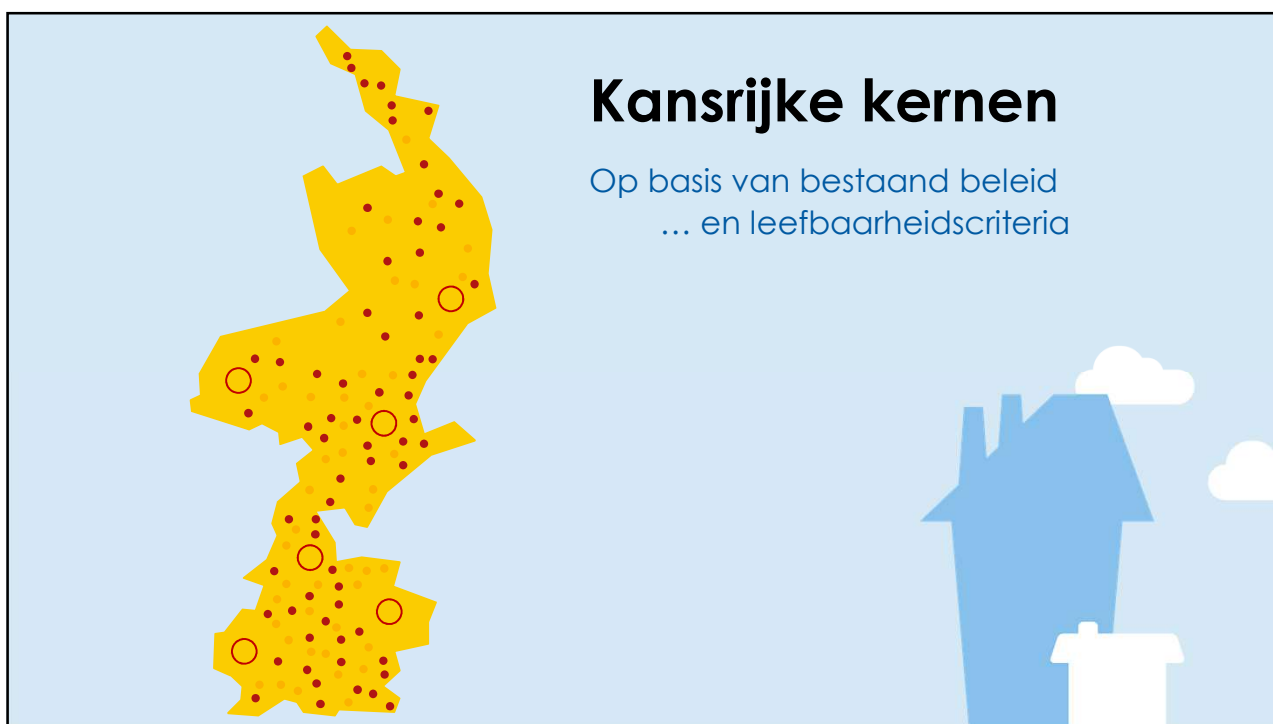 Kansrijke kernen
Op basis van bestaand beleid
... en leefbaarheidscriteria